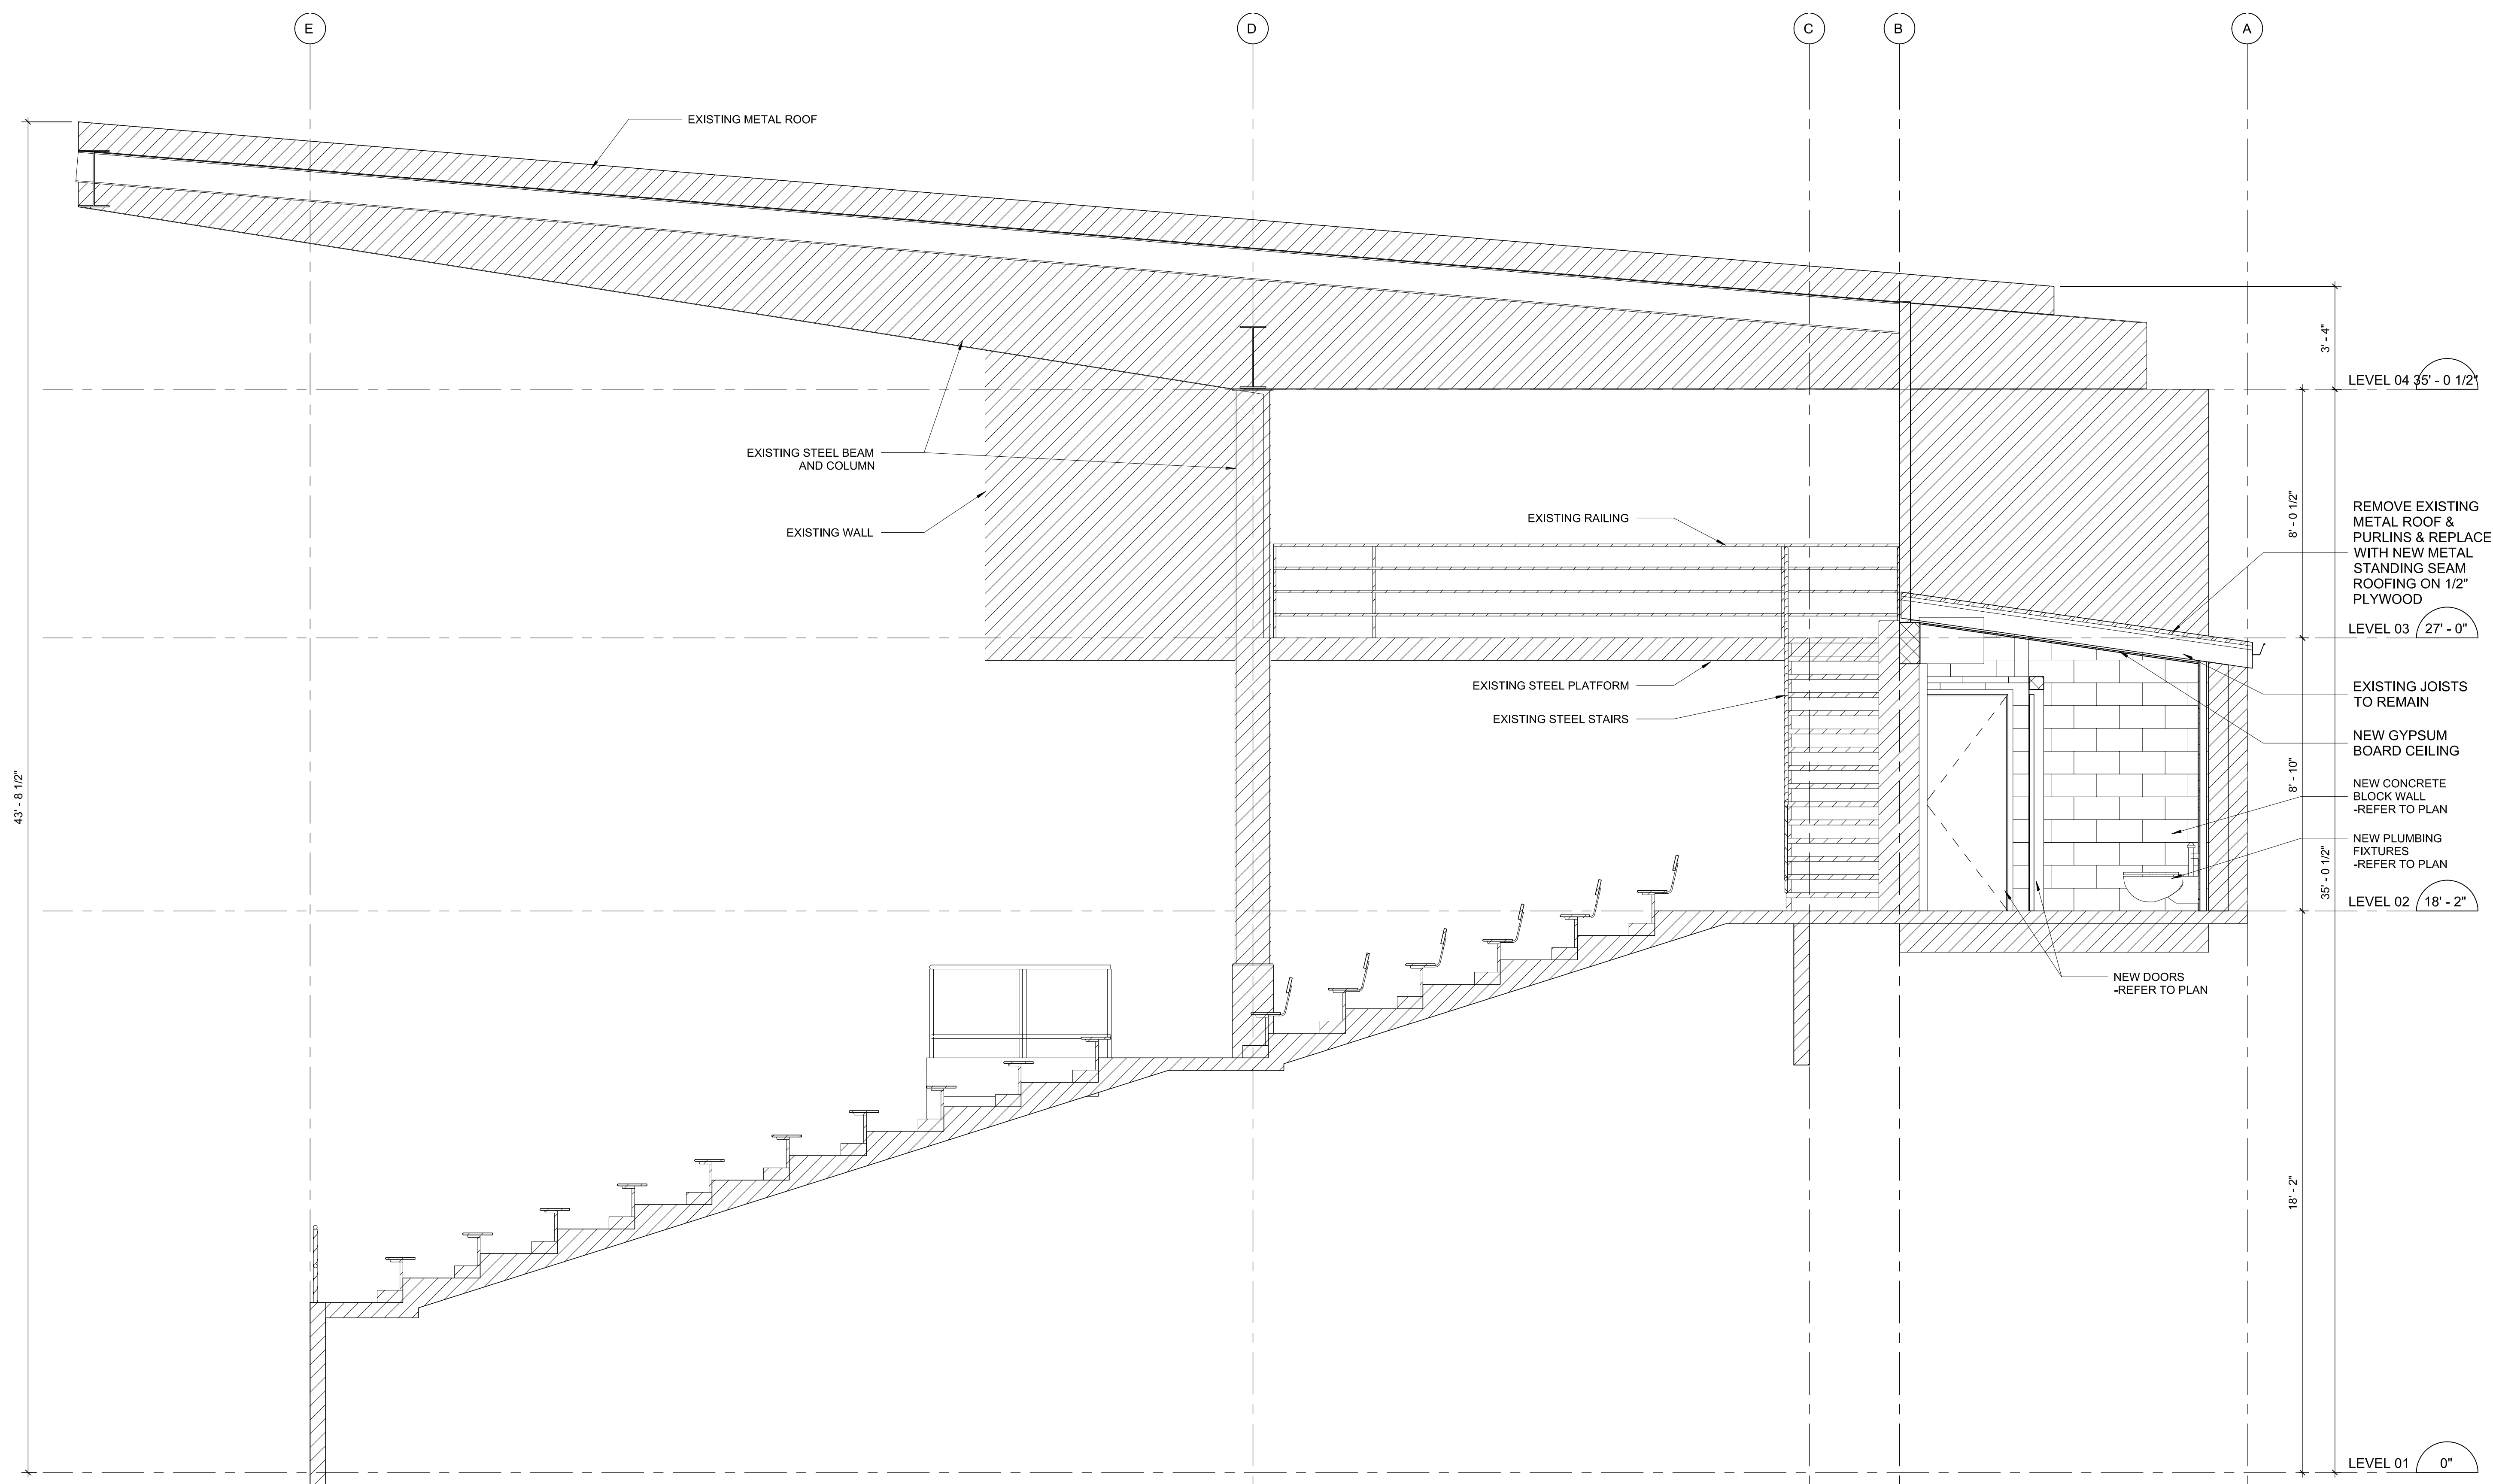 E
D
C
B
A
EXISTING METAL ROOF
3' - 4"
LEVEL 04 35' - 0 1/2"
EXISTING STEEL BEAM
AND COLUMN
EXISTING WALL
EXISTING RAILING
8' - 0 1/2"
REMOVE EXISTING
METAL ROOF &
PURLINS & REPLACE
WITH NEW METAL
STANDING SEAM
ROOFING ON 1/2"
PLYWOOD
LEVEL 03 27' - 0"
EXISTING STEEL PLATFORM
EXISTING STEEL STAIRS
EXISTING JOISTS
TO REMAIN
NEW GYPSUM
BOARD CEILING
43' - 8 1/2"
8' - 10"
NEW CONCRETE
BLOCK WALL
-REFER TO PLAN
NEW PLUMBING
FIXTURES
-REFER TO PLAN
35' - 0 1/2"
LEVEL 02 18' - 2"
NEW DOORS
-REFER TO PLAN
18' - 2"
LEVEL 01 0"